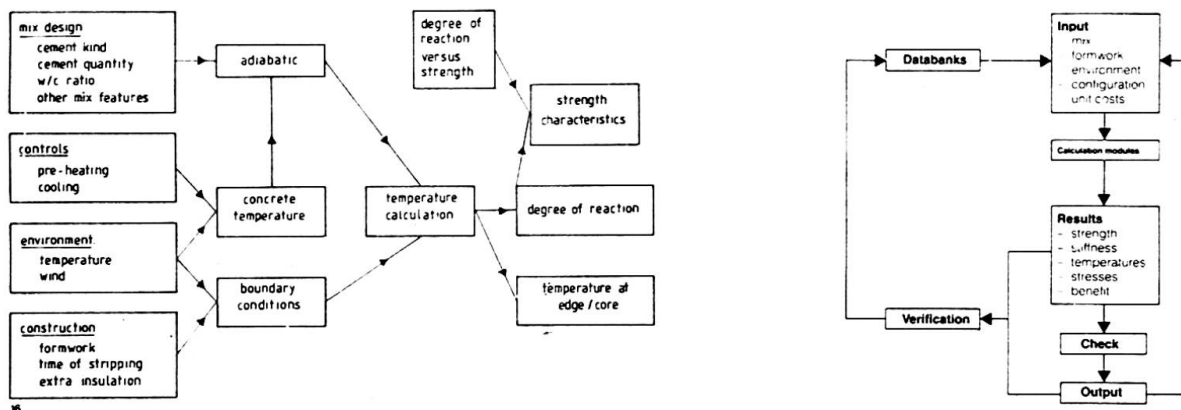 mix design
cement kind
cement quantity
w/c ratio
other mix features
controls
pre-heating
cooling
environment.
temperature
wind
construction
formwork
time of stripping
extra insulation
adiabatic
concrete
temperature
boundary
conditions
temperature
calculation
degree of
reaction
versus
strength
strength
characteristics
degree of reaction
temperature at
edge/core
16
Databanks
Verification
Input
- mix
- formwork
- environment
- configuration
- unit costs
Calculation modules
Results
- strength
- stiffness
- temperatures
- stresses
- benefit
Check
Output